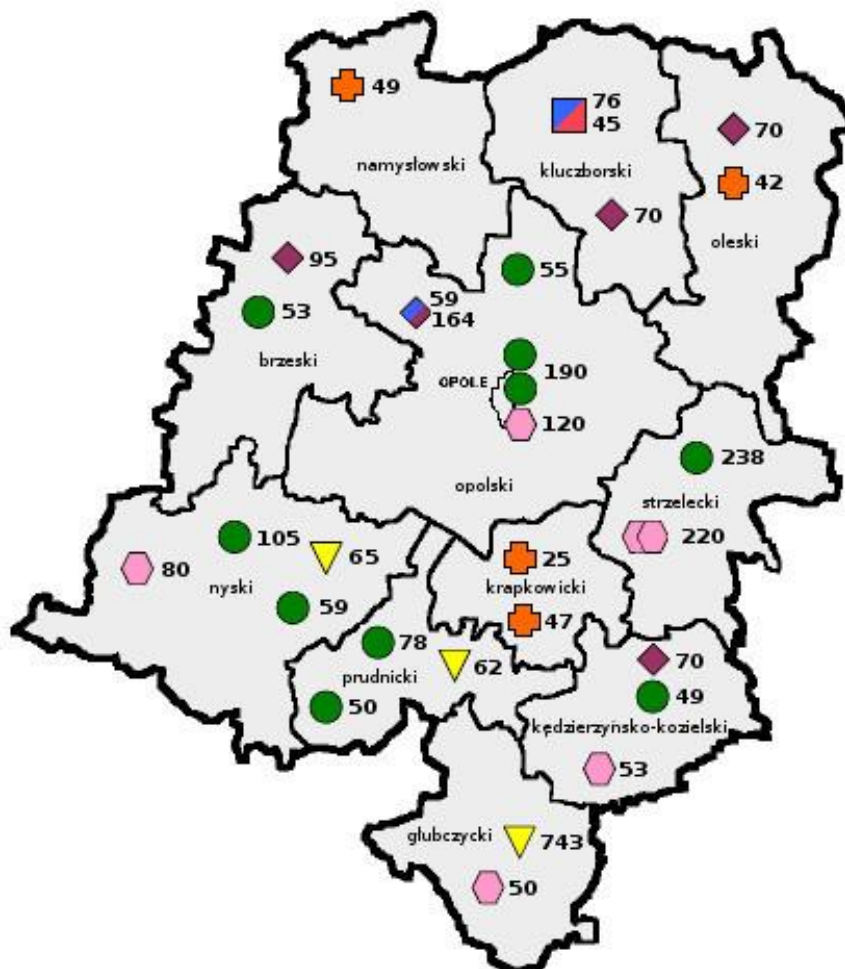 49
76
45
70
namysłowski
kluczborski
42
70
oleski
95
55
59
164
53
brzeski
190
OPOLE
120
238
opolski
strzelecki
105
65
25
220
80
nyski
krapkowicki
59
47
78
prudnicki
62
70
50
49
kędzierzyńsko-kozielski
53
głubczycki
743
50